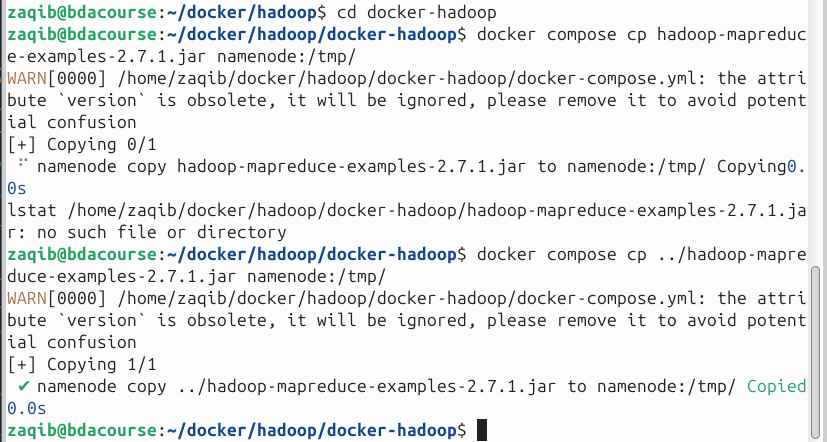 zaqib@bdacourse:~/docker/hadoop$ cd docker-hadoop
zaqib@bdacourse:~/docker/hadoop/docker-hadoop$ docker compose cp hadoop-mapreduc
e-examples-2.7.1.jar namenode:/tmp/
WARN[0000] /home/zaqib/docker/hadoop/docker-hadoop/docker-compose.yml: the attri
bute `version` is obsolete, it will be ignored, please remove it to avoid potent
ial confusion
[+] Copying 0/1
⠋ namenode copy hadoop-mapreduce-examples-2.7.1.jar to namenode:/tmp/ Copying0.
0s
lstat /home/zaqib/docker/hadoop/docker-hadoop/hadoop-mapreduce-examples-2.7.1.ja
r: no such file or directory
zaqib@bdacourse:~/docker/hadoop/docker-hadoop$ docker compose cp ../hadoop-mapre
duce-examples-2.7.1.jar namenode:/tmp/
WARN[0000] /home/zaqib/docker/hadoop/docker-hadoop/docker-compose.yml: the attri
bute `version` is obsolete, it will be ignored, please remove it to avoid potent
ial confusion
[+] Copying 1/1
✔ namenode copy ../hadoop-mapreduce-examples-2.7.1.jar to namenode:/tmp/ Copied
0.0s
zaqib@bdacourse:~/docker/hadoop/docker-hadoop$